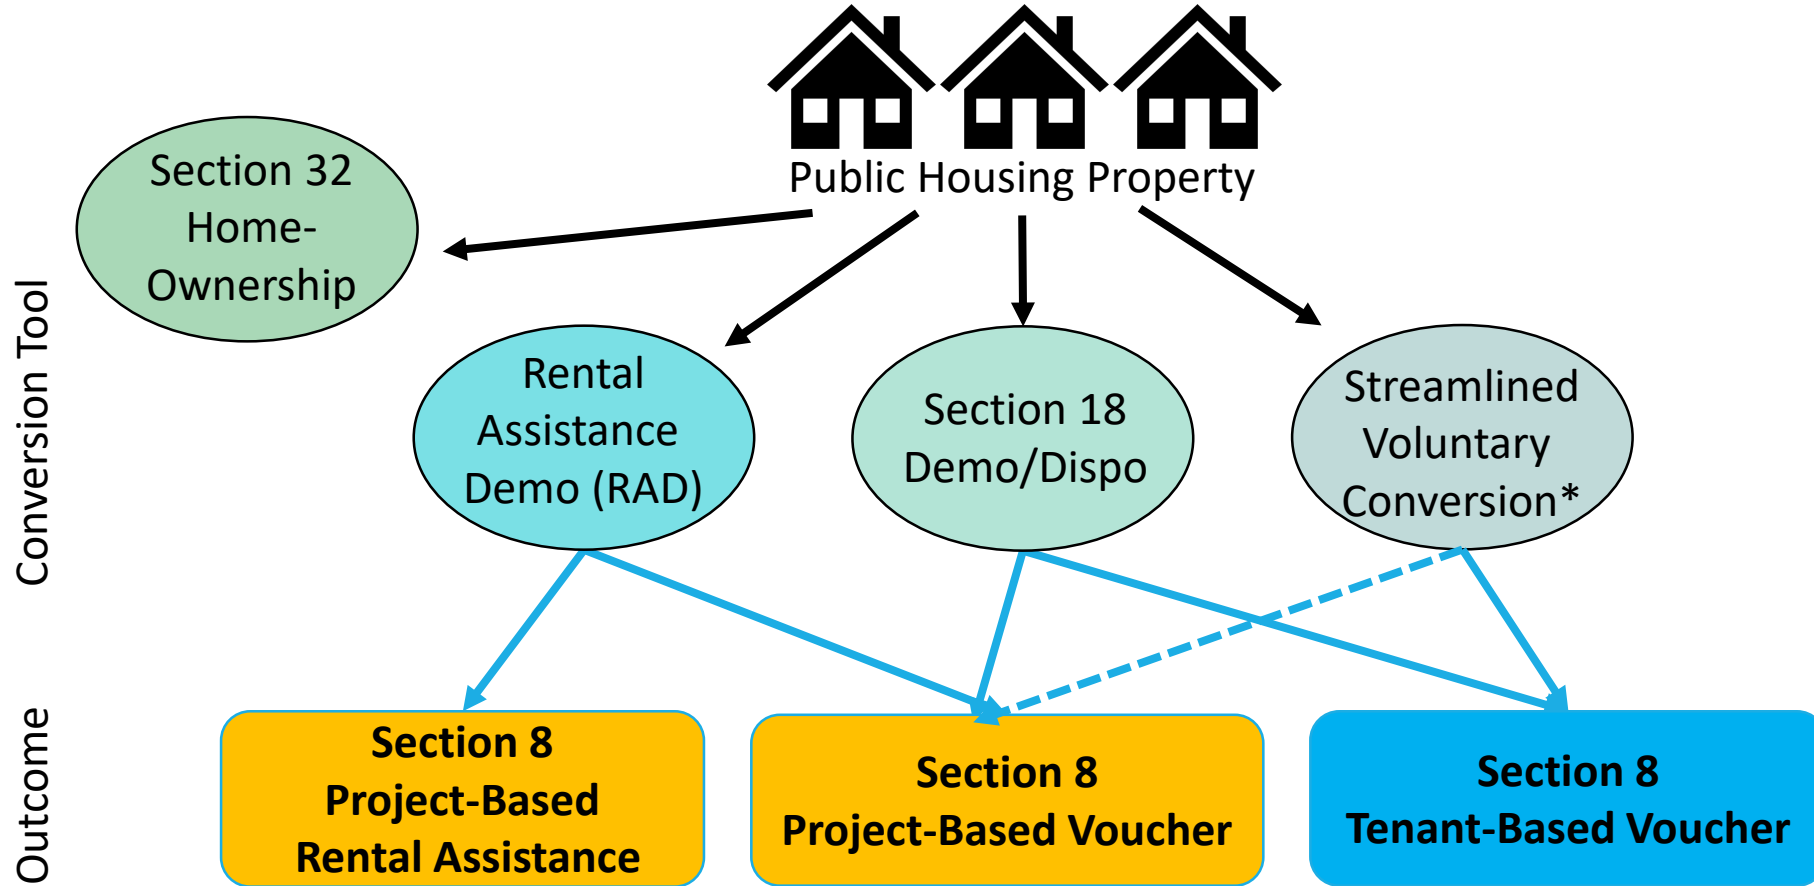 Public Housing Property
Section 32
Home-
Ownership
Conversion Tool
Rental
Assistance
Demo (RAD)
Section 18
Demo/Dispo
Streamlined
Voluntary
Conversion*
Outcome
Section 8
Project-Based
Rental Assistance
Section 8
Project-Based Voucher
Section 8
Tenant-Based Voucher